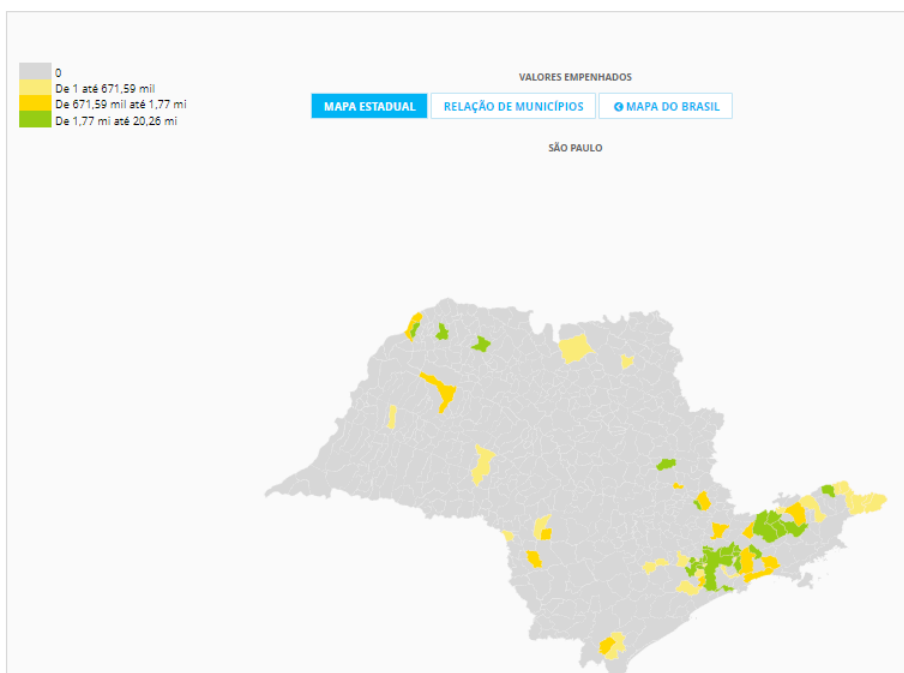 0
De 1 até 671,59 mil
De 671,59 mil até 1,77 mi
De 1,77 mi até 20,26 mi
VALORES EMPENHADOS
MAPA ESTADUAL
RELAÇÃO DE MUNICÍPIOS
MAPA DO BRASIL
SÃO PAULO